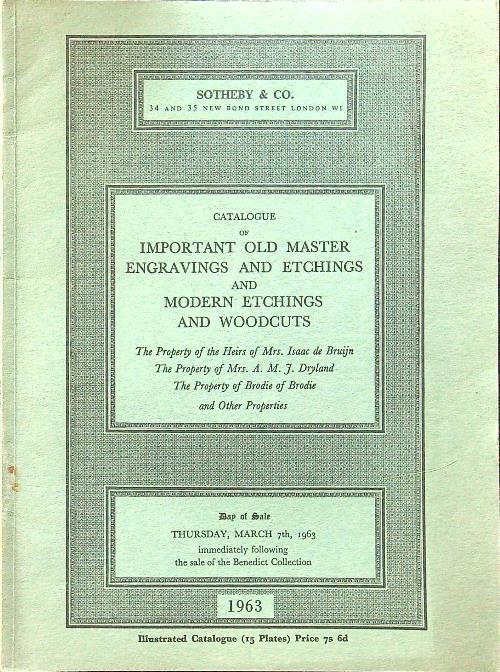 SOTHEBY & CO.
34 AND 35 NEW BOND STREET LONDON W1
CATALOGUE
OF
IMPORTANT OLD MASTER
ENGRAVINGS AND ETCHINGS
AND
MODERN ETCHINGS
AND WOODCUTS
The Property of the Heirs of Mrs. Isaac de Bruijn
The Property of Mrs. A. M. J. Dryland
The Property of Brodie of Brodie
and Other Properties
Day of Sale
THURSDAY, MARCH 7th, 1963
immediately following
the sale of the Benedict Collection
1963
Illustrated Catalogue (15 Plates) Price 7s 6d